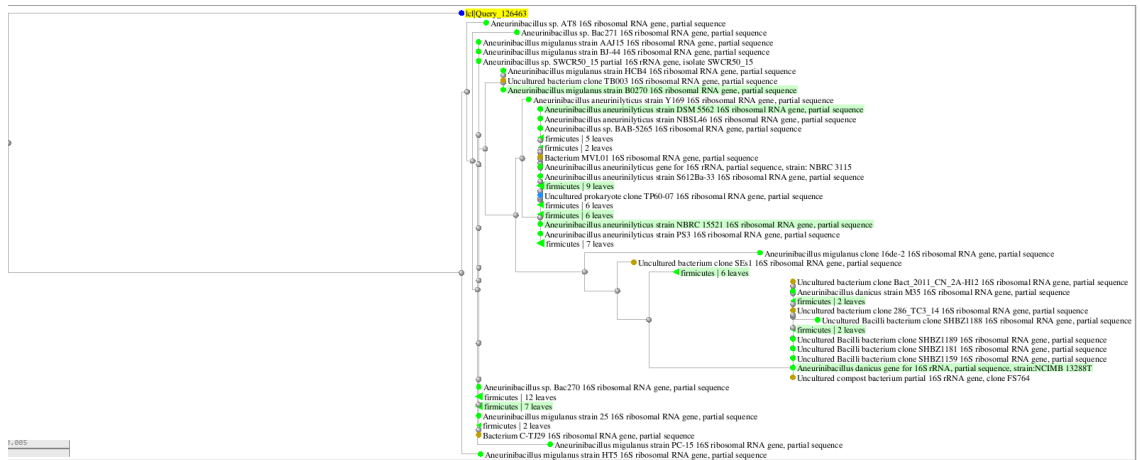 lcl|Query_126463
Aneurinibacillus sp. AT8 16S ribosomal RNA gene, partial sequence
Aneurinibacillus sp. Bac271 16S ribosomal RNA gene, partial sequence
Aneurinibacillus migulanus strain AAJ15 16S ribosomal RNA gene, partial sequence
Aneurinibacillus migulanus strain BJ-44 16S ribosomal RNA gene, partial sequence
Aneurinibacillus sp. SWCR50_15 partial 16S rRNA gene, isolate SWCR50_15
Aneurinibacillus migulanus strain HCB4 16S ribosomal RNA gene, partial sequence
Uncultured bacterium clone TB003 16S ribosomal RNA gene, partial sequence
Aneurinibacillus migulanus strain B0270 16S ribosomal RNA gene, partial sequence
Aneurinibacillus aneurinilyticus strain Y169 16S ribosomal RNA gene, partial sequence
Aneurinibacillus aneurinilyticus strain DSM 5562 16S ribosomal RNA gene, partial sequence
Aneurinibacillus aneurinilyticus strain NBSL46 16S ribosomal RNA gene, partial sequence
Aneurinibacillus sp. BAB-5265 16S ribosomal RNA gene, partial sequence
firmicutes | 5 leaves
firmicutes | 2 leaves
Bacterium MVI.01 16S ribosomal RNA gene, partial sequence
Aneurinibacillus aneurinilyticus gene for 16S rRNA, partial sequence, strain: NBRC 3115
Aneurinibacillus aneurinilyticus strain S612Ba-33 16S ribosomal RNA gene, partial sequence
firmicutes | 9 leaves
Uncultured prokaryote clone TP60-07 16S ribosomal RNA gene, partial sequence
firmicutes | 6 leaves
firmicutes | 6 leaves
Aneurinibacillus aneurinilyticus strain NBRC 15521 16S ribosomal RNA gene, partial sequence
Aneurinibacillus aneurinilyticus strain PS3 16S ribosomal RNA gene, partial sequence
firmicutes | 7 leaves
Aneurinibacillus migulanus clone 16de-2 16S ribosomal RNA gene, partial sequence
Uncultured bacterium clone SEs1 16S ribosomal RNA gene, partial sequence
firmicutes | 6 leaves
Uncultured bacterium clone Bact_2011_CN_2A-H12 16S ribosomal RNA gene, partial sequence
Aneurinibacillus danicus strain M35 16S ribosomal RNA gene, partial sequence
firmicutes | 2 leaves
Uncultured bacterium clone 286_TC3_14 16S ribosomal RNA gene, partial sequence
Uncultured Bacilli bacterium clone SHBZ1188 16S ribosomal RNA gene, partial sequence
firmicutes | 2 leaves
Uncultured Bacilli bacterium clone SHBZ1189 16S ribosomal RNA gene, partial sequence
Uncultured Bacilli bacterium clone SHBZ1181 16S ribosomal RNA gene, partial sequence
Uncultured Bacilli bacterium clone SHBZ1159 16S ribosomal RNA gene, partial sequence
Aneurinibacillus danicus gene for 16S rRNA, partial sequence, strain:NCIMB 13288T
Uncultured compost bacterium partial 16S rRNA gene, clone FS764
Aneurinibacillus sp. Bac270 16S ribosomal RNA gene, partial sequence
firmicutes | 12 leaves
firmicutes | 7 leaves
Aneurinibacillus migulanus strain 25 16S ribosomal RNA gene, partial sequence
firmicutes | 2 leaves
Bacterium C-TJ29 16S ribosomal RNA gene, partial sequence
Aneurinibacillus migulanus strain PC-15 16S ribosomal RNA gene, partial sequence
Aneurinibacillus migulanus strain HT5 16S ribosomal RNA gene, partial sequence